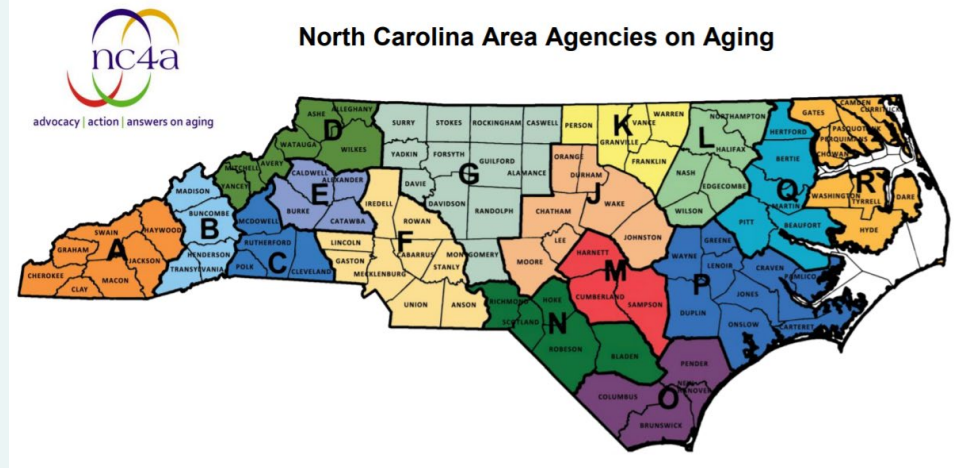 nc4a
advocacy | action | answers on aging
North Carolina Area Agencies on Aging
A
CHEROKEE
GRAHAM
SWAIN
CLAY
MACON
JACKSON
HAYWOOD
B
MADISON
BUNCOMBE
HENDERSON
TRANSYLVANIA
C
MCDOWELL
RUTHERFORD
POLK
CLEVELAND
D
ASHE
ALLEGHANY
WATAUGA
WILKES
MITCHELL
AVERY
YANCEY
E
CALDWELL
ALEXANDER
BURKE
CATAWBA
F
IREDELL
ROWAN
LINCOLN
GASTON
CABARRUS
STANLY
MECKLENBURG
UNION
ANSON
G
SURRY
STOKES
ROCKINGHAM
CASWELL
YADKIN
FORSYTH
GUILFORD
ALAMANCE
DAVIE
DAVIDSON
RANDOLPH
MONTGOMERY
J
ORANGE
DURHAM
CHATHAM
WAKE
LEE
JOHNSTON
MOORE
K
PERSON
GRANVILLE
VANCE
WARREN
FRANKLIN
L
NORTHAMPTON
HALIFAX
NASH
EDGECOMBE
WILSON
M
HARNETT
CUMBERLAND
SAMPSON
N
RICHMOND
HOKE
SCOTLAND
ROBESON
BLADEN
O
PENDER
NEW HANOVER
COLUMBUS
BRUNSWICK
P
WAYNE
GREENE
LENOIR
CRAVEN
PAMLICO
JONES
DUPLIN
ONSLOW
CARTERET
Q
HERTFORD
BERTIE
MARTIN
PITT
BEAUFORT
R
GATES
CAMDEN
CURRITUCK
PASQUOTANK
PERQUIMANS
CHOWAN
WASHINGTON
TYRRELL
DARE
HYDE